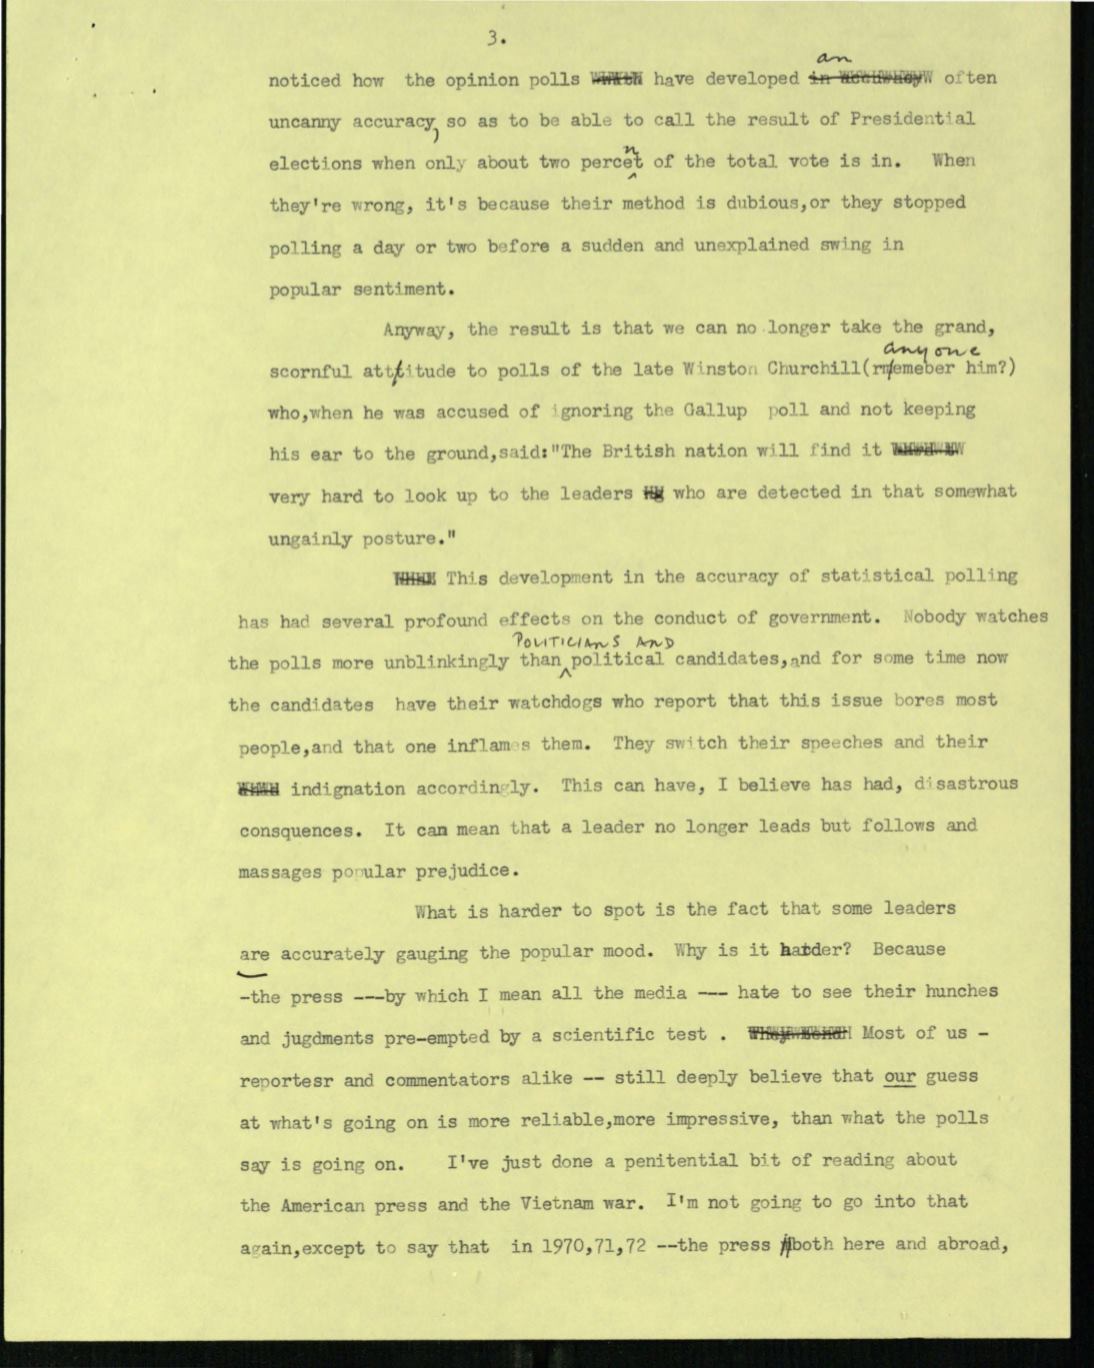 3.
noticed how the opinion polls have developed an often
uncanny accuracy, so as to be able to call the result of Presidential
elections when only about two percent of the total vote is in. When
they're wrong, it's because their method is dubious,or they stopped
polling a day or two before a sudden and unexplained swing in
popular sentiment.
Anyway, the result is that we can no longer take the grand,
scornful attitude to polls of the late Winston Churchill(anyone remeber him?)
who,when he was accused of ignoring the Gallup poll and not keeping
his ear to the ground,said:"The British nation will find it
very hard to look up to the leaders who are detected in that somewhat
ungainly posture."
This development in the accuracy of statistical polling
has had several profound effects on the conduct of government. Nobody watches
the polls more unblinkingly than POLITICIANS AND political candidates,and for some time now
the candidates have their watchdogs who report that this issue bores most
people,and that one inflames them. They switch their speeches and their
indignation accordingly. This can have, I believe has had, disastrous
consquences. It can mean that a leader no longer leads but follows and
massages popular prejudice.
What is harder to spot is the fact that some leaders
are accurately gauging the popular mood. Why is it harder? Because
-the press ---by which I mean all the media --- hate to see their hunches
and jugdments pre-empted by a scientific test . Most of us -
reportesr and commentators alike -- still deeply believe that our guess
at what's going on is more reliable,more impressive, than what the polls
say is going on. I've just done a penitential bit of reading about
the American press and the Vietnam war. I'm not going to go into that
again,except to say that in 1970,71,72 --the press both here and abroad,